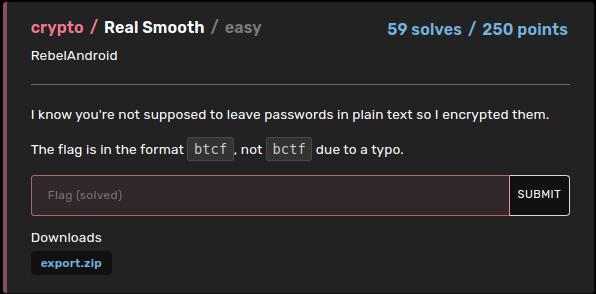 crypto / Real Smooth / easy
59 solves / 250 points
RebelAndroid
I know you're not supposed to leave passwords in plain text so I encrypted them.
The flag is in the format btcf, not bctf due to a typo.
Flag (solved)
SUBMIT
Downloads
export.zip